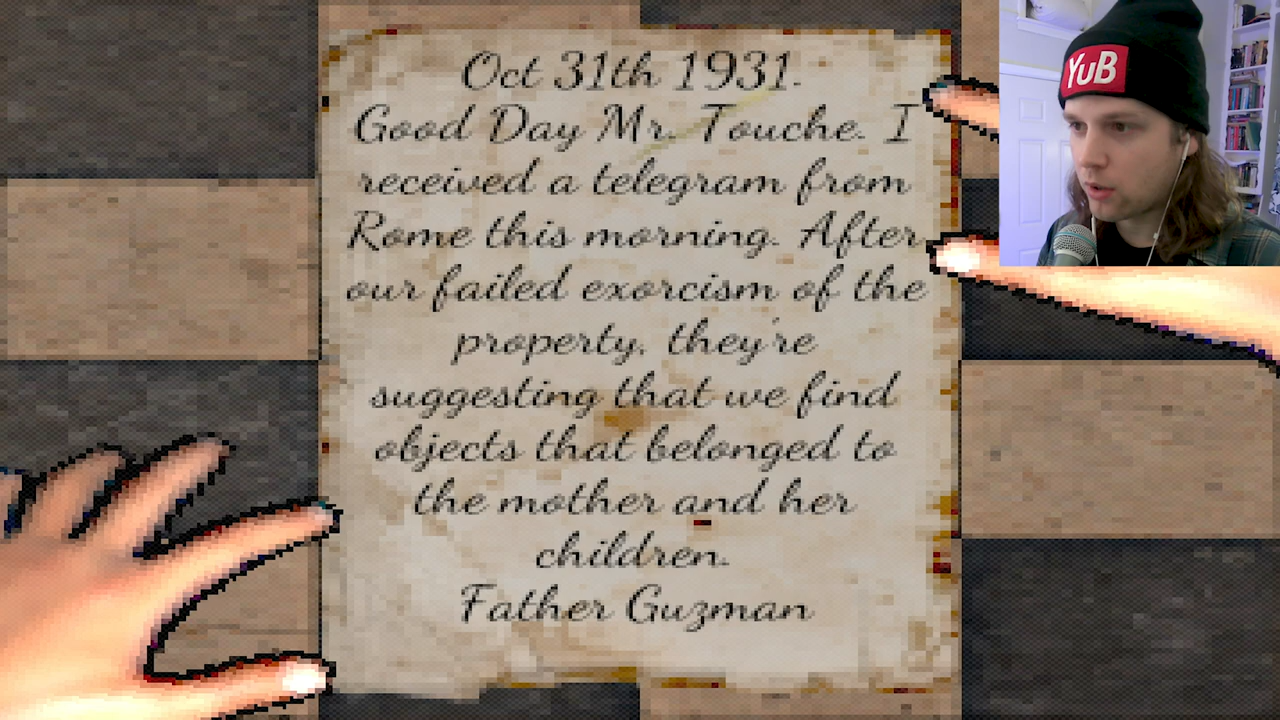 Oct 31th 1931.
Good Day Mr. Touche. I
received a telegram from
Rome this morning. After
our failed exorcism of the
property, they're
suggesting that we find
objects that belonged to
the mother and her
children.
Father Guzman
YuB